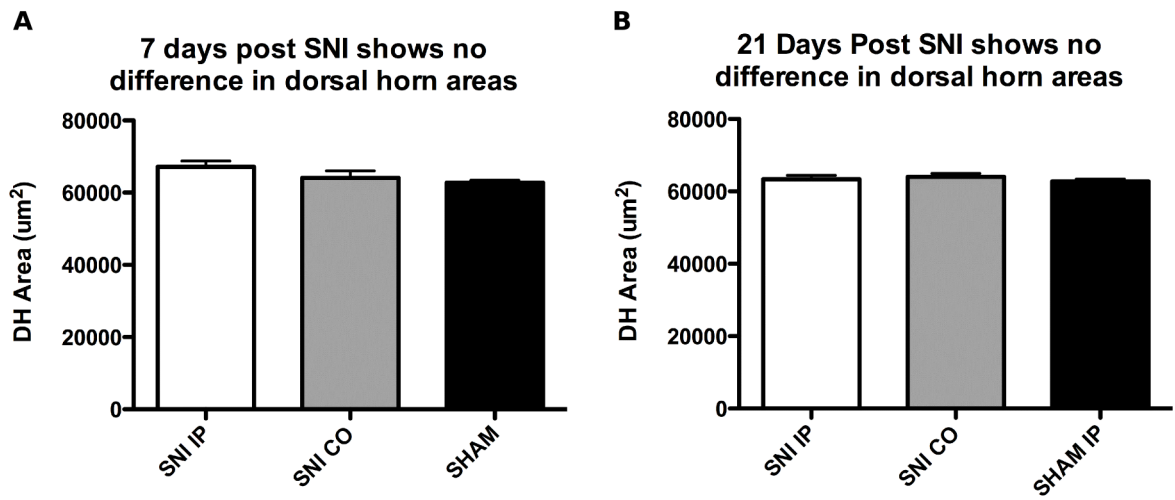 A
7 days post SNI shows no
difference in dorsal horn areas
DH Area (um²)
80000
60000
40000
20000
0
SNI IP
SNI CO
SHAM
B
21 Days Post SNI shows no
difference in dorsal horn areas
DH Area (um²)
80000
60000
40000
20000
0
SNI IP
SNI CO
SHAM IP